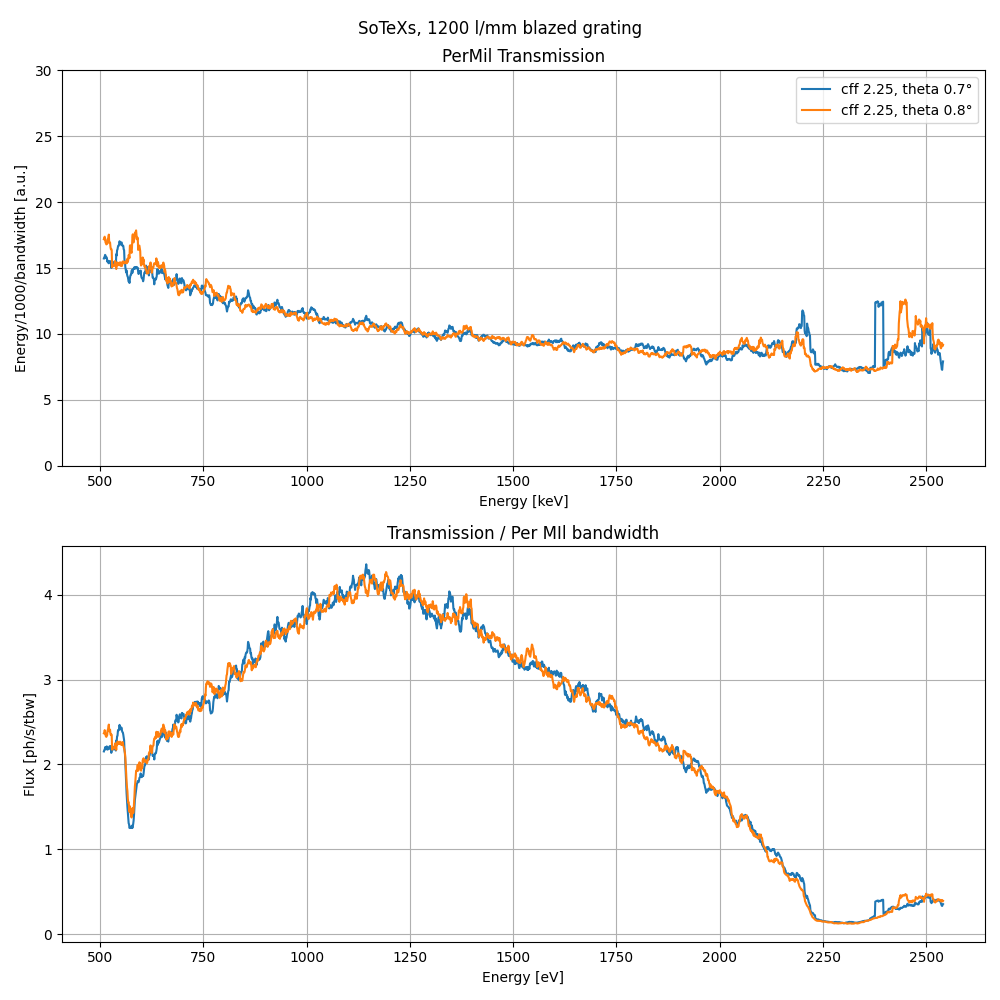 SoTeXs, 1200 l/mm blazed grating
PerMil Transmission
30
25
20
15
10
5
0
Energy/1000/bandwidth [a.u.]
cff 2.25, theta 0.7°
cff 2.25, theta 0.8°
500 750 1000 1250 1500 1750 2000 2250 2500
Energy [keV]
Transmission / Per MIl bandwidth
4
3
2
1
0
Flux [ph/s/tbw]
500 750 1000 1250 1500 1750 2000 2250 2500
Energy [eV]